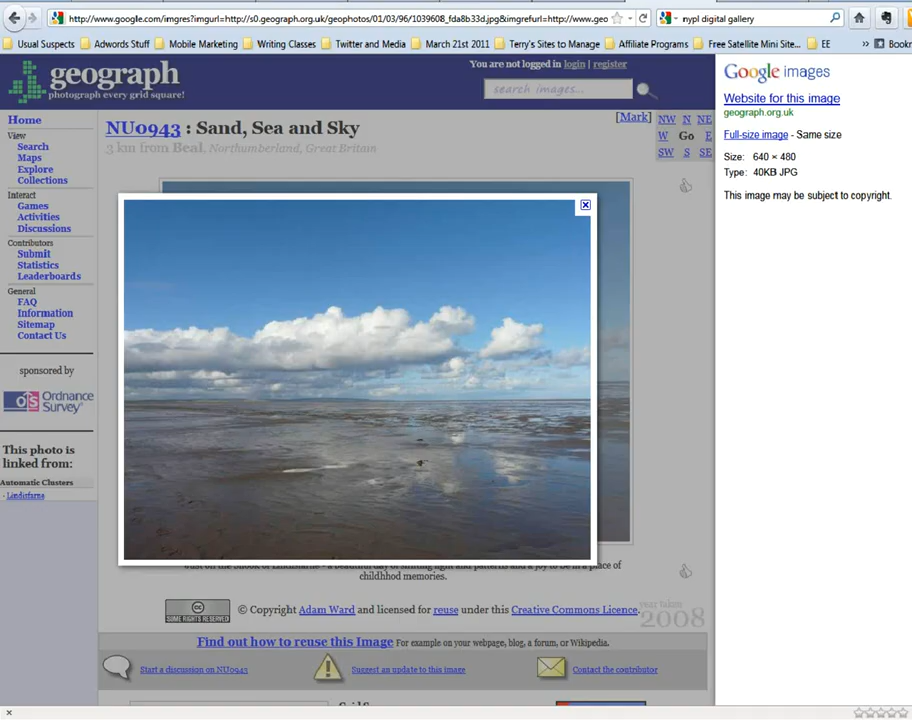 http://www.google.com/imgres?imgurl=http://s0.geograph.org.uk/geophotos/01/03/96/1039608_fda8b33d.jpg&imgrefurl=http://www.geo
nypl digital gallery
Usual Suspects Adwords Stuff Mobile Marketing Writing Classes Twitter and Media March 21st 2011 Terry's Sites to Manage Affiliate Programs Free Satellite Mini Site... EE » Bookn
geograph
photograph every grid square!
You are not logged in login | register
search images...
Home
View
Search
Maps
Explore
Collections
Interact
Games
Activities
Discussions
Contributors
Submit
Statistics
Leaderboards
General
FAQ
Information
Sitemap
Contact Us
sponsored by
OS Ordnance
Survey
This photo is
linked from:
Automatic Clusters
- Lindisfarne
NU0943 : Sand, Sea and Sky
3 km from Beal, Northumberland, Great Britain
[Mark]
NW N NE
W Go E
SW S SE
a place of
childhhod memories.
cc
SOME RIGHTS RESERVED
© Copyright Adam Ward and licensed for reuse under this Creative Commons Licence.
year taken
2008
Find out how to reuse this Image For example on your webpage, blog, a forum, or Wikipedia.
Start a discussion on NU0943
Suggest an update to this image
Contact the contributor
Google images
Website for this image
geograph.org.uk
Full-size image - Same size
Size: 640 × 480
Type: 40KB JPG
This image may be subject to copyright.